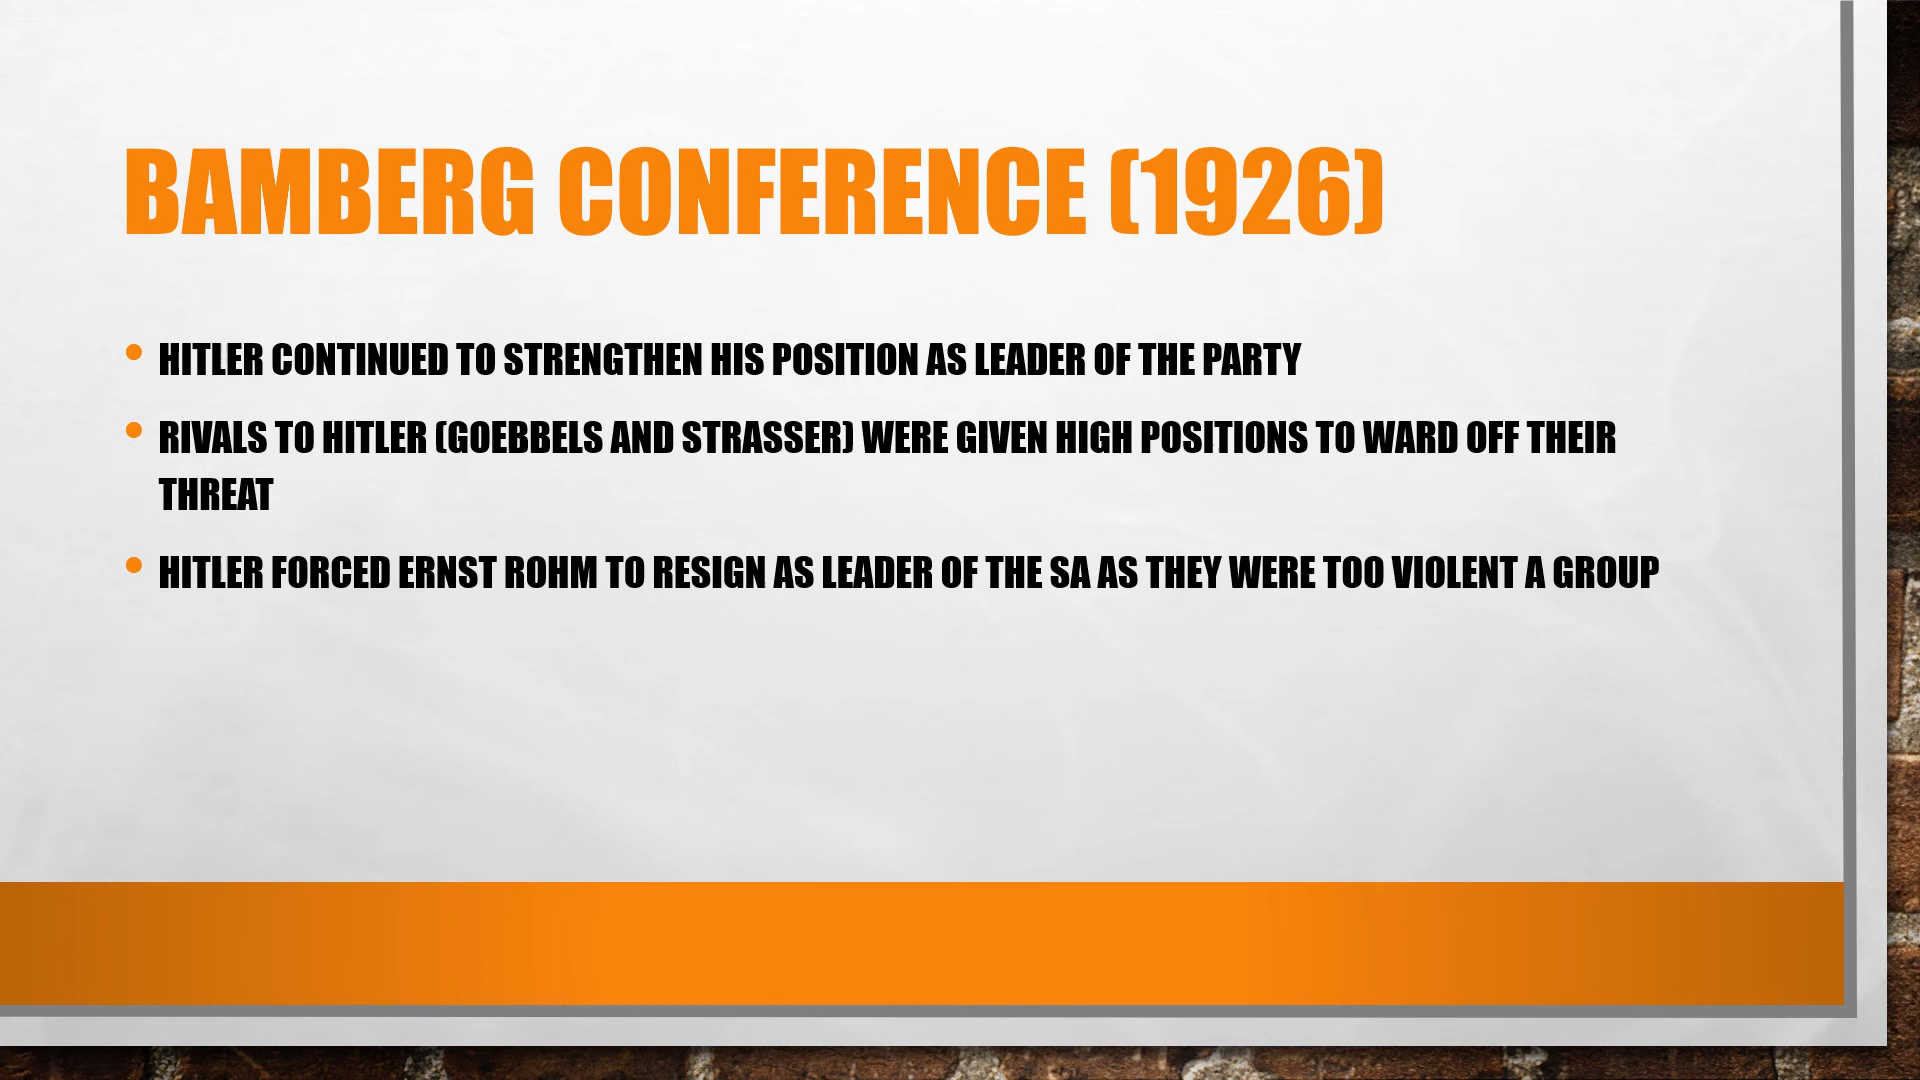 BAMBERG CONFERENCE (1926)
• HITLER CONTINUED TO STRENGTHEN HIS POSITION AS LEADER OF THE PARTY
• RIVALS TO HITLER (GOEBBELS AND STRASSER) WERE GIVEN HIGH POSITIONS TO WARD OFF THEIR
THREAT
• HITLER FORCED ERNST ROHM TO RESIGN AS LEADER OF THE SA AS THEY WERE TOO VIOLENT A GROUP